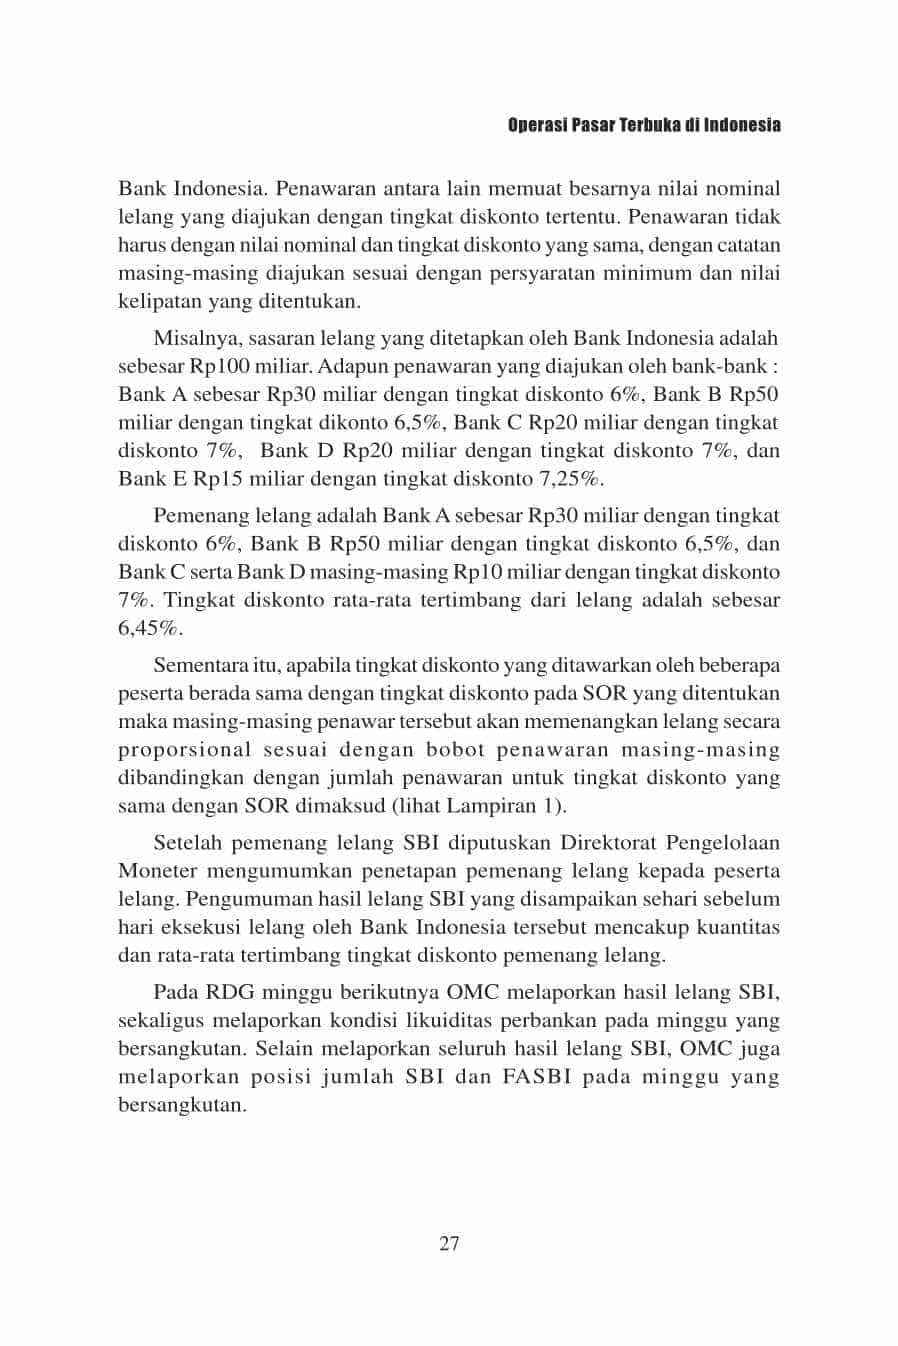 Operasi Pasar Terbuka di Indonesia
Bank Indonesia. Penawaran antara lain memuat besarnya nilai nominal
lelang yang diajukan dengan tingkat diskonto tertentu. Penawaran tidak
harus dengan nilai nominal dan tingkat diskonto yang sama, dengan catatan
masing-masing diajukan sesuai dengan persyaratan minimum dan nilai
kelipatan yang ditentukan.
Misalnya, sasaran lelang yang ditetapkan oleh Bank Indonesia adalah
sebesar Rp100 miliar. Adapun penawaran yang diajukan oleh bank-bank :
Bank A sebesar Rp30 miliar dengan tingkat diskonto 6%, Bank B Rp50
miliar dengan tingkat dikonto 6,5%, Bank C Rp20 miliar dengan tingkat
diskonto 7%, Bank D Rp20 miliar dengan tingkat diskonto 7%, dan
Bank E Rp15 miliar dengan tingkat diskonto 7,25%.
Pemenang lelang adalah Bank A sebesar Rp30 miliar dengan tingkat
diskonto 6%, Bank B Rp50 miliar dengan tingkat diskonto 6,5%, dan
Bank C serta Bank D masing-masing Rp10 miliar dengan tingkat diskonto
7%. Tingkat diskonto rata-rata tertimbang dari lelang adalah sebesar
6,45%.
Sementara itu, apabila tingkat diskonto yang ditawarkan oleh beberapa
peserta berada sama dengan tingkat diskonto pada SOR yang ditentukan
maka masing-masing penawar tersebut akan memenangkan lelang secara
proporsional sesuai dengan bobot penawaran masing-masing
dibandingkan dengan jumlah penawaran untuk tingkat diskonto yang
sama dengan SOR dimaksud (lihat Lampiran 1).
Setelah pemenang lelang SBI diputuskan Direktorat Pengelolaan
Moneter mengumumkan penetapan pemenang lelang kepada peserta
lelang. Pengumuman hasil lelang SBI yang disampaikan sehari sebelum
hari eksekusi lelang oleh Bank Indonesia tersebut mencakup kuantitas
dan rata-rata tertimbang tingkat diskonto pemenang lelang.
Pada RDG minggu berikutnya OMC melaporkan hasil lelang SBI,
sekaligus melaporkan kondisi likuiditas perbankan pada minggu yang
bersangkutan. Selain melaporkan seluruh hasil lelang SBI, OMC juga
melaporkan posisi jumlah SBI dan FASBI pada minggu yang
bersangkutan.
27